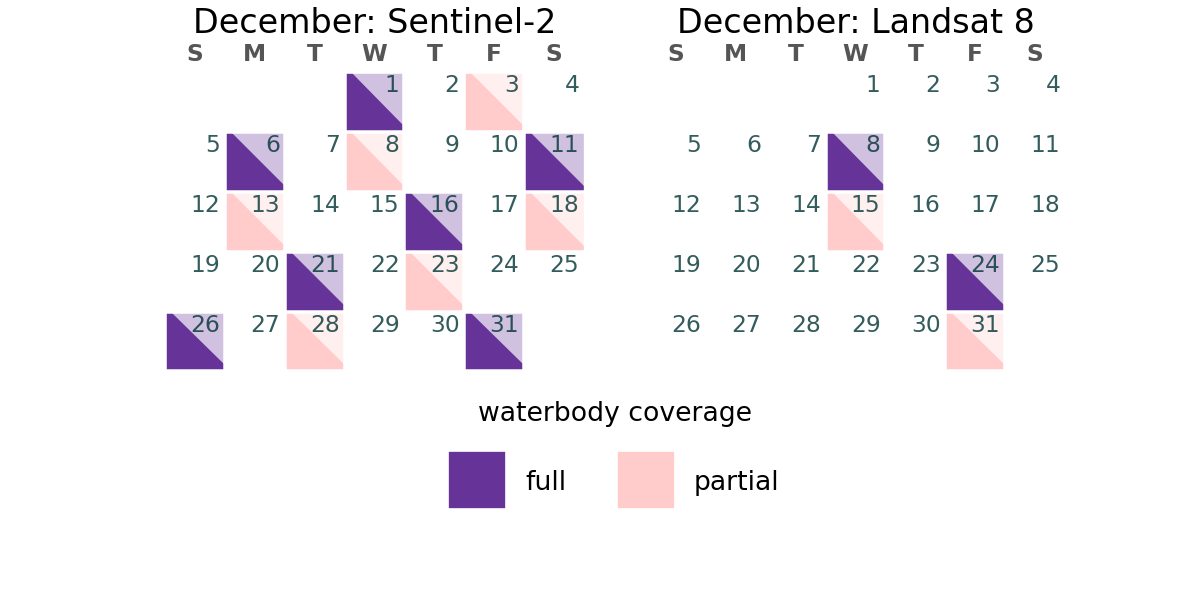 December: Sentinel-2
S M T W T F S
1 2 3 4
5 6 7 8 9 10 11
12 13 14 15 16 17 18
19 20 21 22 23 24 25
26 27 28 29 30 31
December: Landsat 8
S M T W T F S
1 2 3 4
5 6 7 8 9 10 11
12 13 14 15 16 17 18
19 20 21 22 23 24 25
26 27 28 29 30 31
waterbody coverage
full
partial